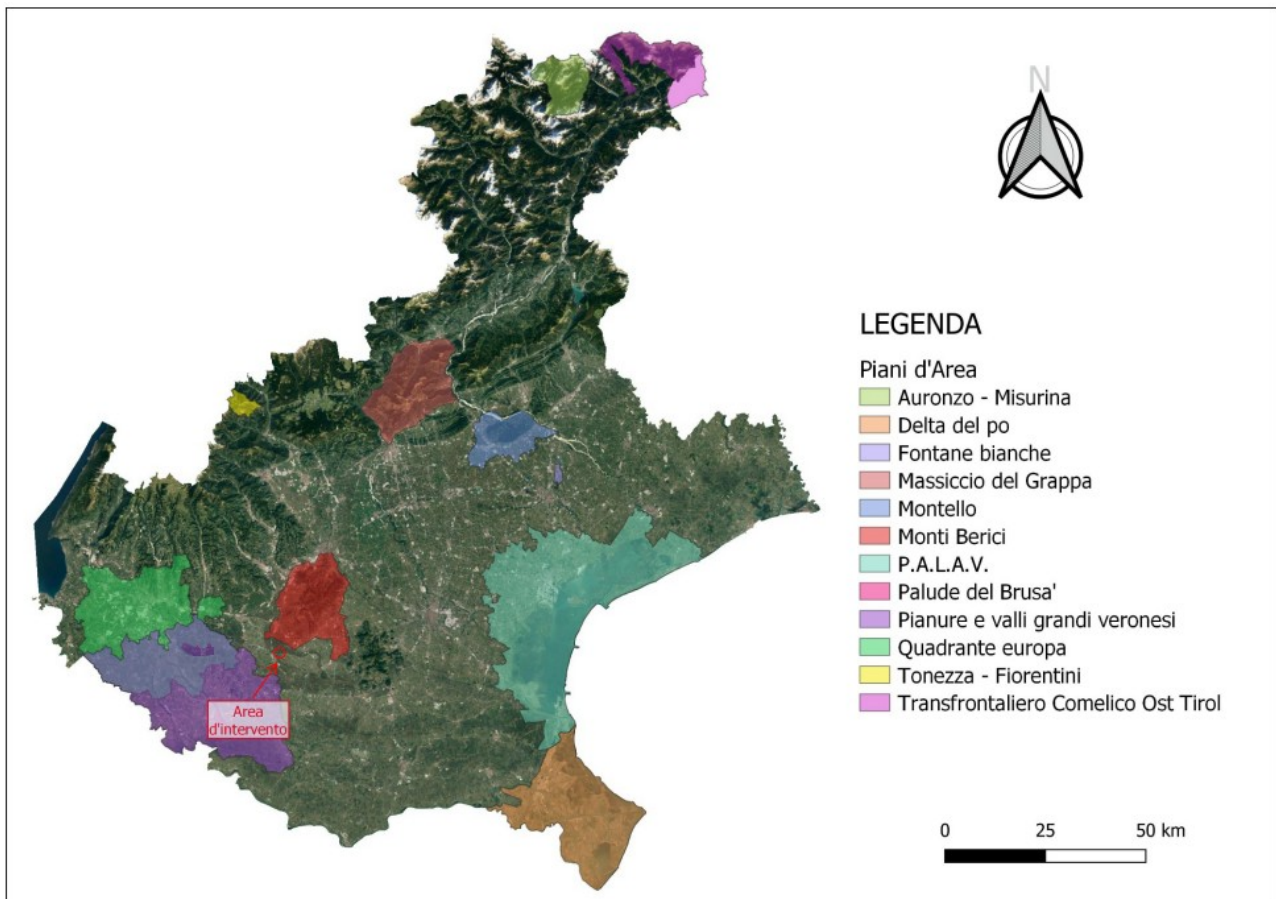 N
LEGENDA
Piani d'Area
Auronzo - Misurina
Delta del po
Fontane bianche
Massiccio del Grappa
Montello
Monti Berici
P.A.L.A.V.
Palude del Brusa'
Pianure e valli grandi veronesi
Quadrante europa
Tonezza - Fiorentini
Transfrontaliero Comelico Ost Tirol
Area
d'intervento
0 25 50 km